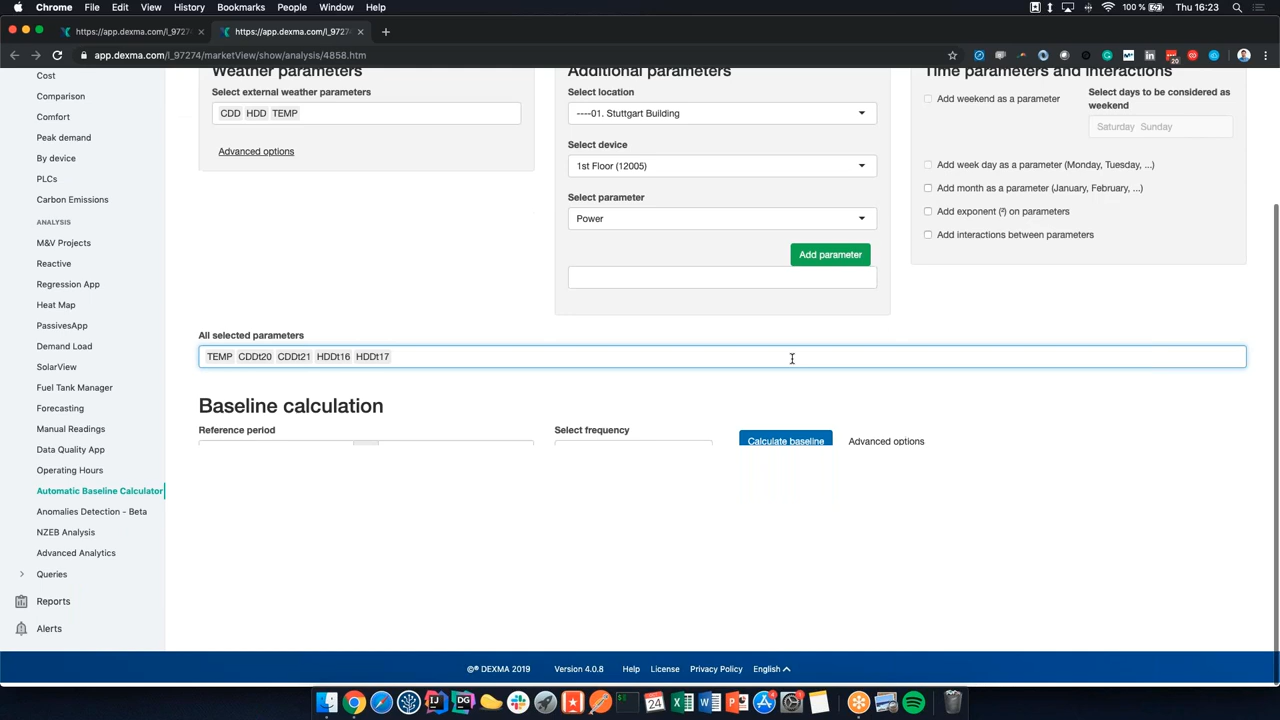 Chrome File Edit View History Bookmarks People Window Help 100 % Thu 16:23
https://app.dexma.com/l_97274 × https://app.dexma.com/l_97274 × +
app.dexma.com/l_97274/marketView/show/analysis/4858.htm
20
Cost
Comparison
Comfort
Peak demand
By device
PLCs
Carbon Emissions
ANALYSIS
M&V Projects
Reactive
Regression App
Heat Map
PassivesApp
Demand Load
SolarView
Fuel Tank Manager
Forecasting
Manual Readings
Data Quality App
Operating Hours
Automatic Baseline Calculator
Anomalies Detection - Beta
NZEB Analysis
Advanced Analytics
Queries
Reports
Alerts
Weather parameters
Select external weather parameters
CDD HDD TEMP
Advanced options
Additional parameters
Select location
----01. Stuttgart Building
Select device
1st Floor (12005)
Select parameter
Power
Add parameter
Time parameters and interactions
Add weekend as a parameter
Select days to be considered as
weekend
Saturday Sunday
Add week day as a parameter (Monday, Tuesday, ...)
Add month as a parameter (January, February, ...)
Add exponent (²) on parameters
Add interactions between parameters
All selected parameters
TEMP CDDt20 CDDt21 HDDt16 HDDt17
Baseline calculation
Reference period
Select frequency
Calculate baseline
Advanced options
©® DEXMA 2019 Version 4.0.8 Help License Privacy Policy English
24